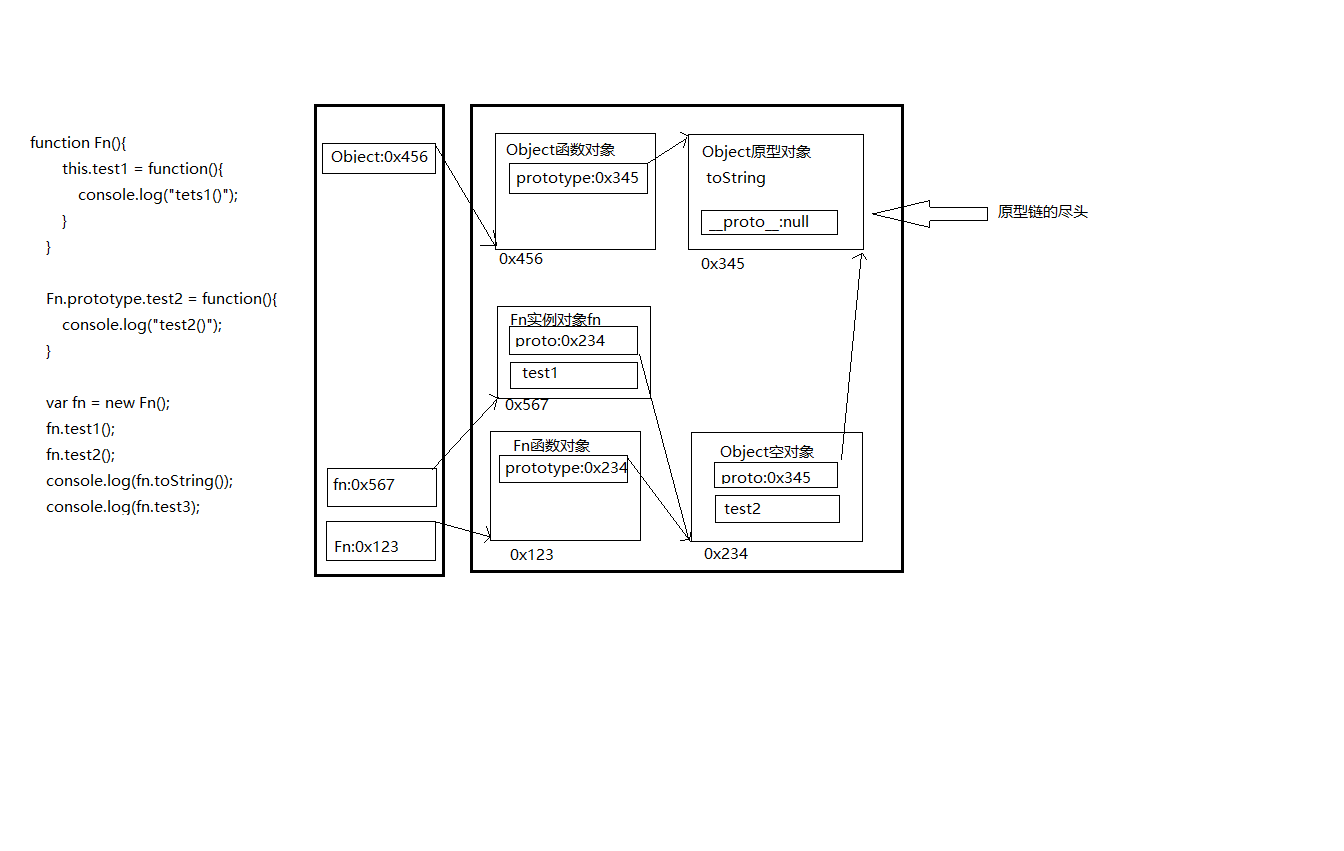 function Fn(){
this.test1 = function(){
console.log("tets1()");
}
}
Fn.prototype.test2 = function(){
console.log("test2()");
}
var fn = new Fn();
fn.test1();
fn.test2();
console.log(fn.toString());
console.log(fn.test3);
Object:0x456
fn:0x567
Fn:0x123
Object函数对象
prototype:0x345
0x456
Object原型对象
toString
__proto__:null
0x345
原型链的尽头
Fn实例对象fn
proto:0x234
test1
0x567
Fn函数对象
prototype:0x234
0x123
Object空对象
proto:0x345
test2
0x234